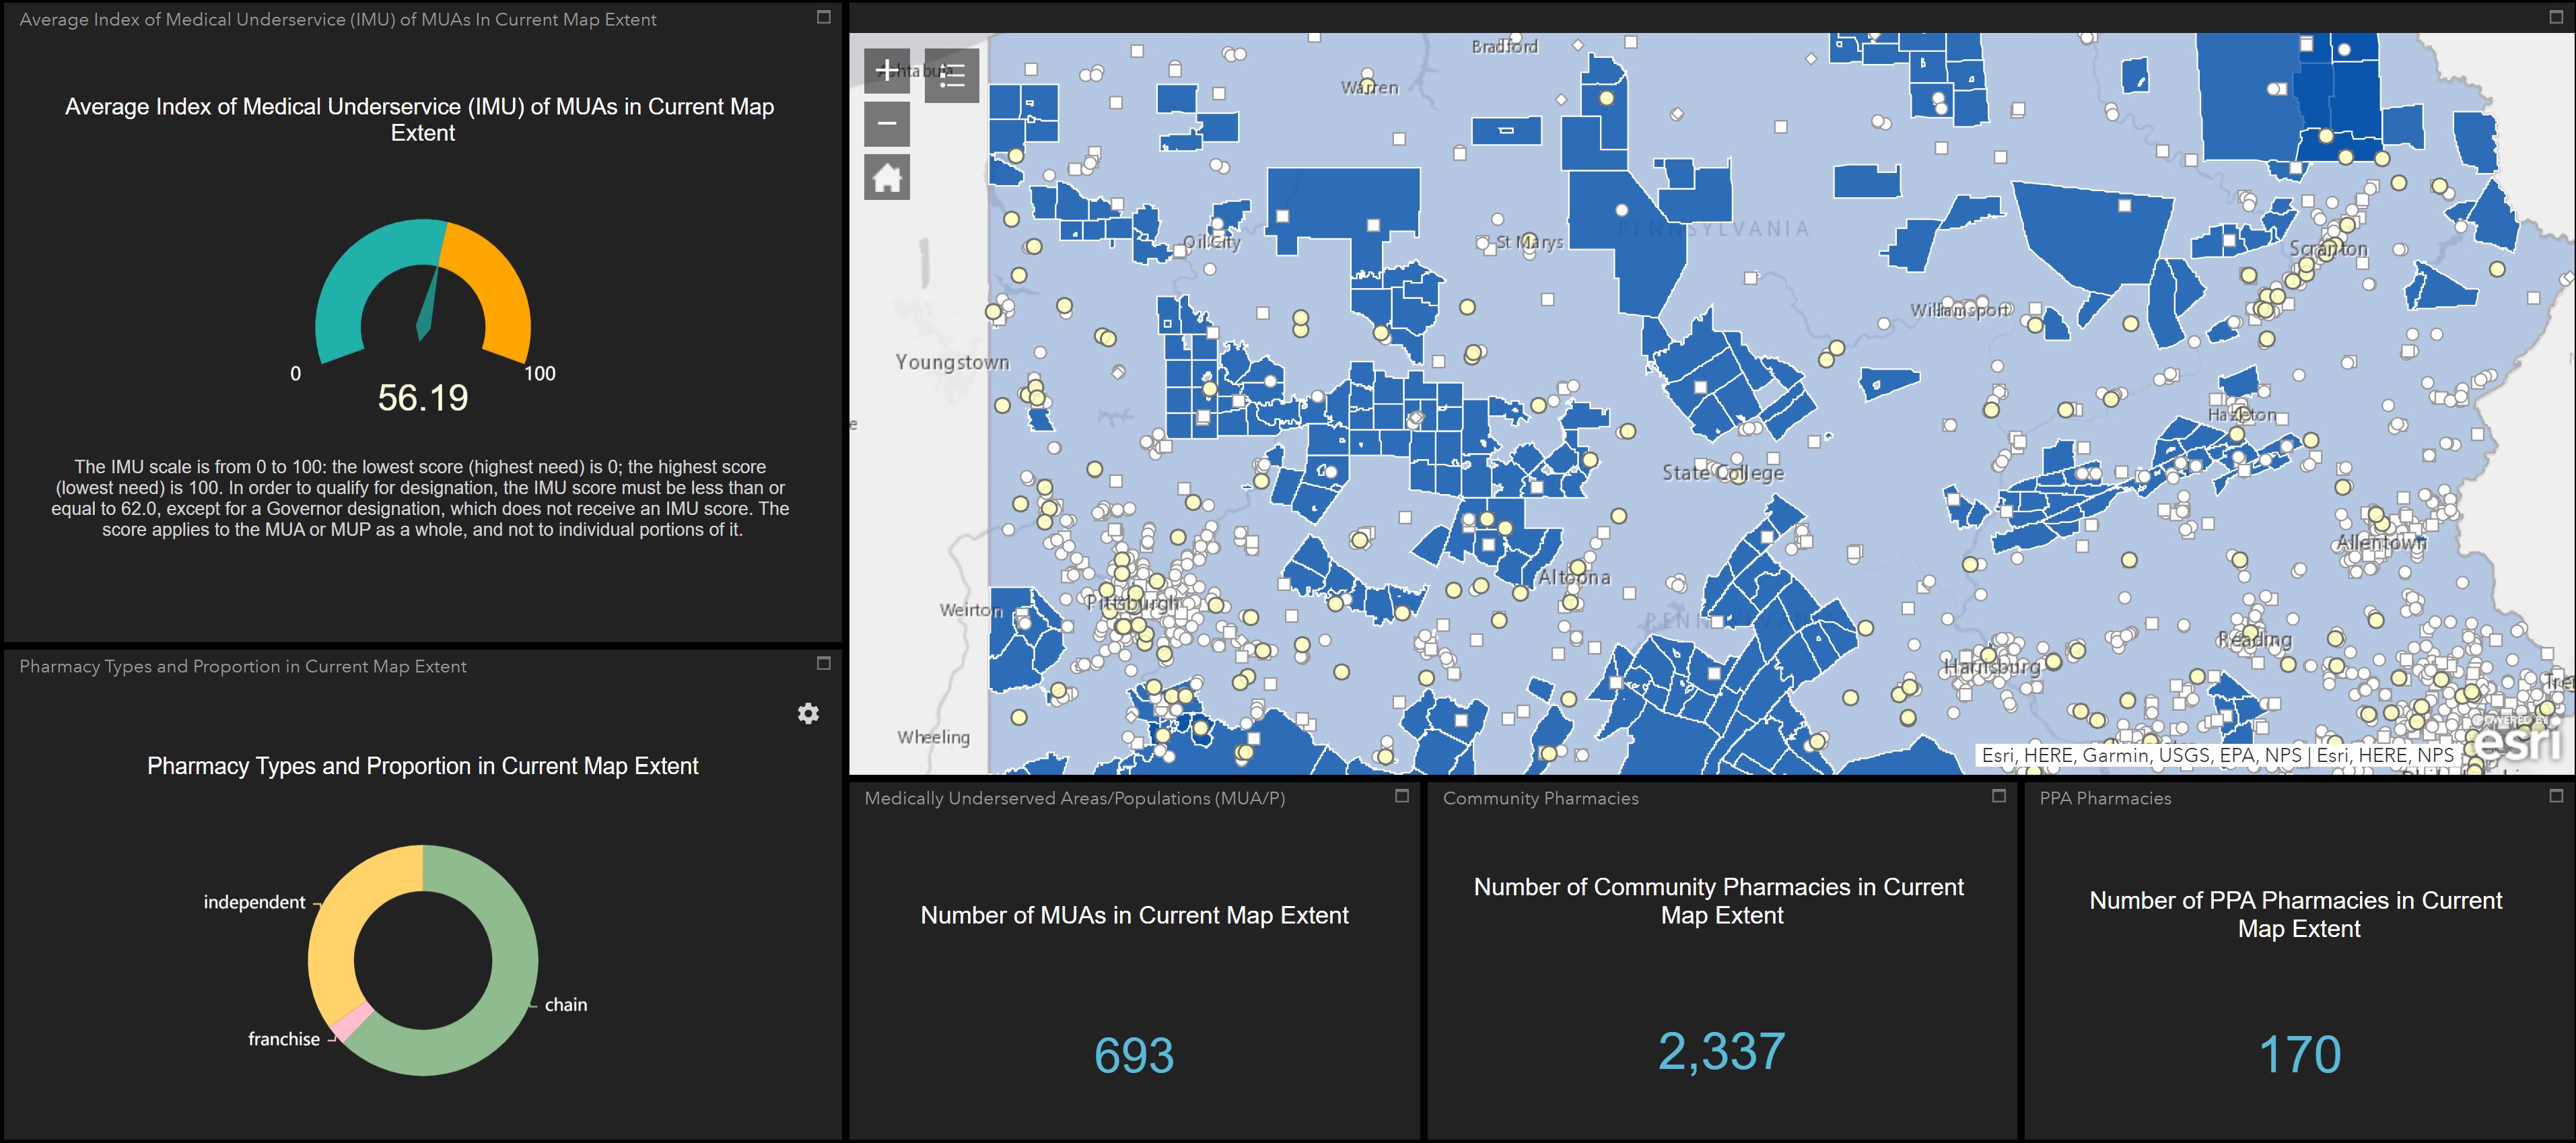 Average Index of Medical Underservice (IMU) of MUAs In Current Map Extent
Average Index of Medical Underservice (IMU) of MUAs in Current Map
Extent
0
100
56.19
The IMU scale is from 0 to 100: the lowest score (highest need) is 0; the highest score
(lowest need) is 100. In order to qualify for designation, the IMU score must be less than or
equal to 62.0, except for a Governor designation, which does not receive an IMU score. The
score applies to the MUA or MUP as a whole, and not to individual portions of it.
Pharmacy Types and Proportion in Current Map Extent
Pharmacy Types and Proportion in Current Map Extent
independent
chain
franchise
Bradford
Warren
Oil City
St Marys
PENNSYLVANIA
Scranton
Williamsport
Youngstown
Hazleton
State College
Allentown
Altoona
Weirton
Pittsburgh
PENNSYLVANIA
Reading
Harrisburg
Wheeling
POWERED BY
esri
Esri, HERE, Garmin, USGS, EPA, NPS | Esri, HERE, NPS
Medically Underserved Areas/Populations (MUA/P)
Number of MUAs in Current Map Extent
693
Community Pharmacies
Number of Community Pharmacies in Current
Map Extent
2,337
PPA Pharmacies
Number of PPA Pharmacies in Current
Map Extent
170